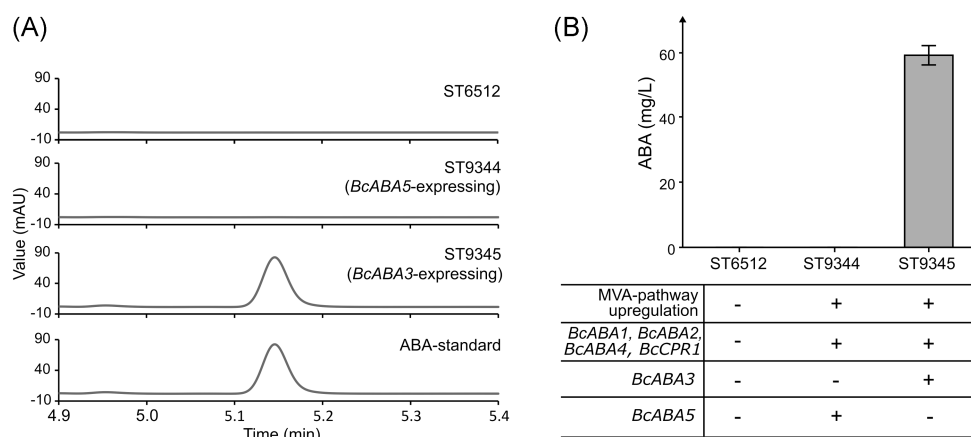 (A)
Value (mAU)
90
40
-10
ST6512
90
40
-10
ST9344
(BcABA5-expressing)
90
40
-10
ST9345
(BcABA3-expressing)
90
40
-10
ABA-standard
4.9 5.0 5.1 5.2 5.3 5.4
Time (min)
(B)
ABA (mg/L)
60
40
20
0
ST6512 ST9344 ST9345
MVA-pathway
upregulation - + +
BcABA1, BcABA2,
BcABA4, BcCPR1 - + +
BcABA3 - - +
BcABA5 - + -